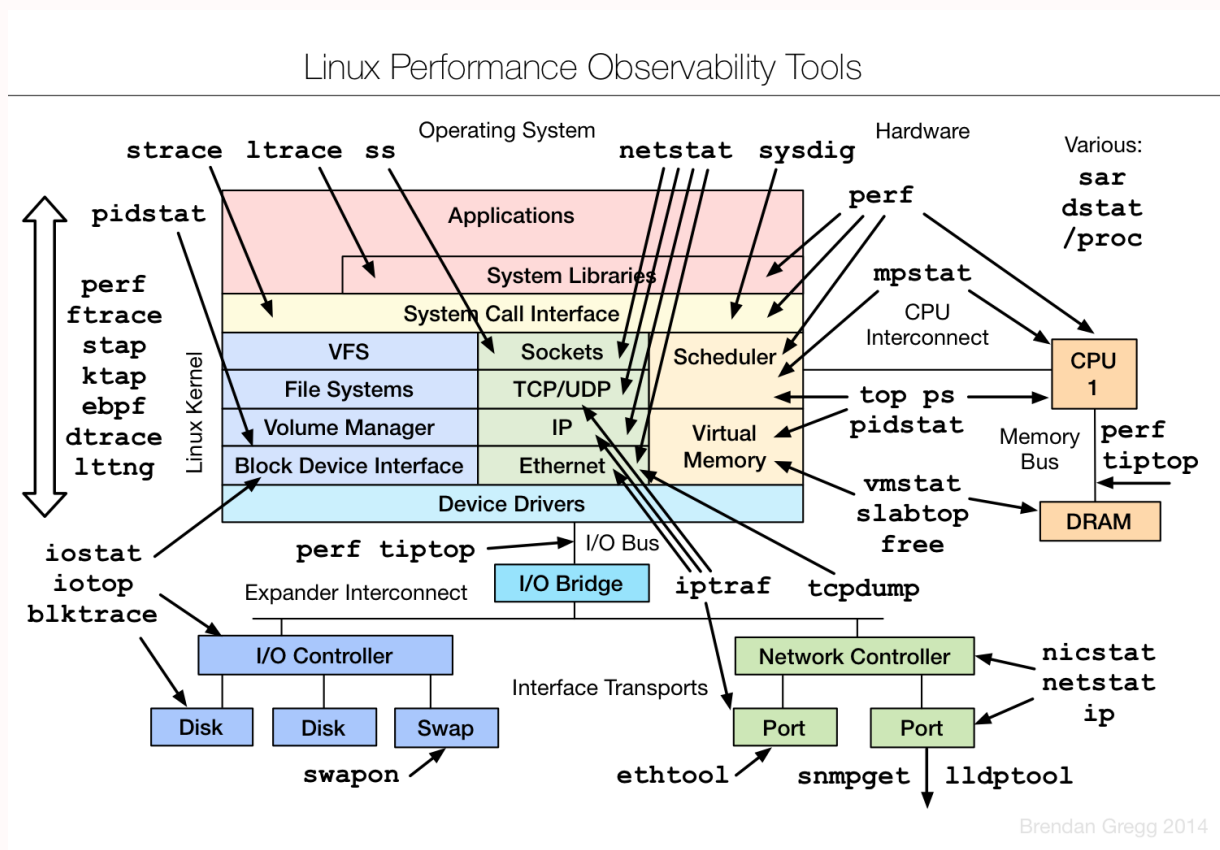 Linux Performance Observability Tools
Operating System
Hardware
Various:
strace ltrace ss
netstat sysdig
sar
dstat
/proc
pidstat
perf
Applications
System Libraries
mpstat
System Call Interface
CPU
Interconnect
perf
ftrace
stap
ktap
ebpf
dtrace
lttng
Linux Kernel
VFS
Sockets
Scheduler
File Systems
TCP/UDP
Volume Manager
IP
Virtual
Memory
Block Device Interface
Ethernet
Device Drivers
CPU
1
top ps
pidstat
Memory
Bus
perf
tiptop
vmstat
slabtop
free
DRAM
iostat
iotop
blktrace
perf tiptop
I/O Bus
I/O Bridge
iptraf
tcpdump
Expander Interconnect
I/O Controller
Network Controller
nicstat
netstat
ip
Interface Transports
Disk
Disk
Swap
Port
Port
swapon
ethtool
snmpget
lldptool
Brendan Gregg 2014